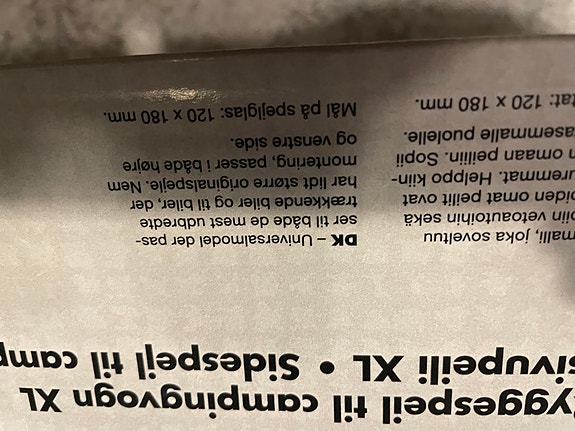 yggespeil til campingvogn XL
sivupeili XL • Sidespejl til camp
malli, joka soveltuu
piin vetoautoihin sekä
oiden omat peilit ovat
uremmat. Helppo kiin-
n omaan peiliin. Sopii
asemmalle puolelle.
tat: 120 x 180 mm.
DK – Universalmodel der pas-
ser til både de mest udbredte
trækkende biler og til biler, der
har lidt større originalspejle. Nem
montering, passer i både højre
og venstre side.
Mål på spejlglas: 120 x 180 mm.